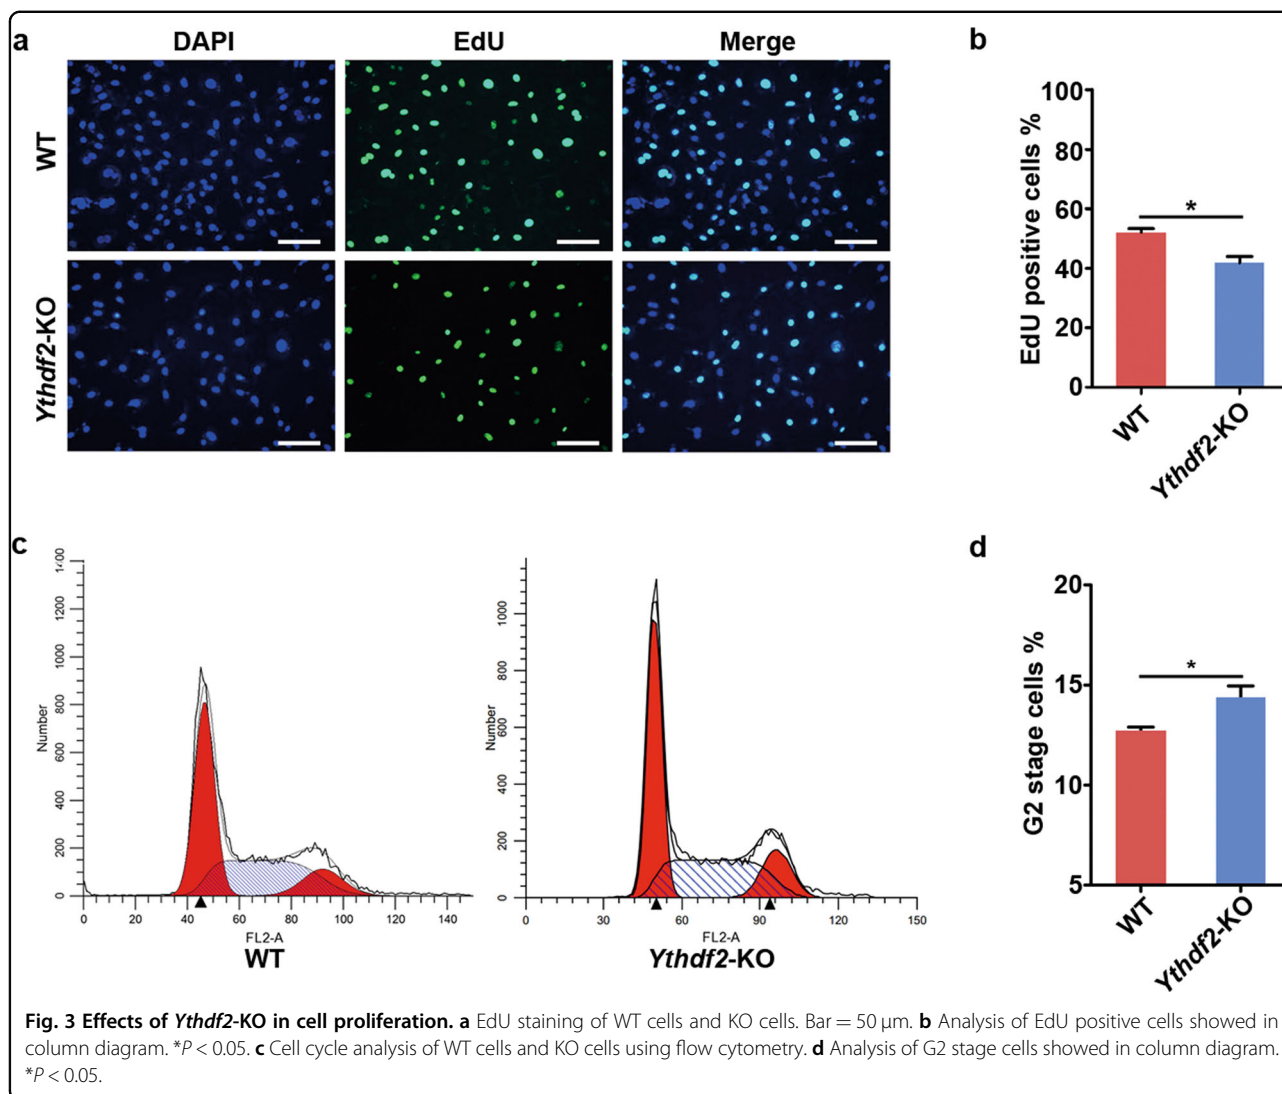 a
DAPI
EdU
Merge
WT
Ythdf2-KO
b
EdU positive cells %
100
80
60
40
20
0
*
WT
Ythdf2-KO
c
Number
1400
1200
1000
800
600
400
200
0
0 20 40 60 80 100 120 140
FL2-A
WT
Number
1000
800
600
400
200
0
0 30 60 90 120 150
FL2-A
Ythdf2-KO
d
G2 stage cells %
20
15
10
5
*
WT
Ythdf2-KO
Fig. 3 Effects of Ythdf2-KO in cell proliferation. a EdU staining of WT cells and KO cells. Bar = 50 μm. b Analysis of EdU positive cells showed in
column diagram. *P < 0.05. c Cell cycle analysis of WT cells and KO cells using flow cytometry. d Analysis of G2 stage cells showed in column diagram.
*P < 0.05.